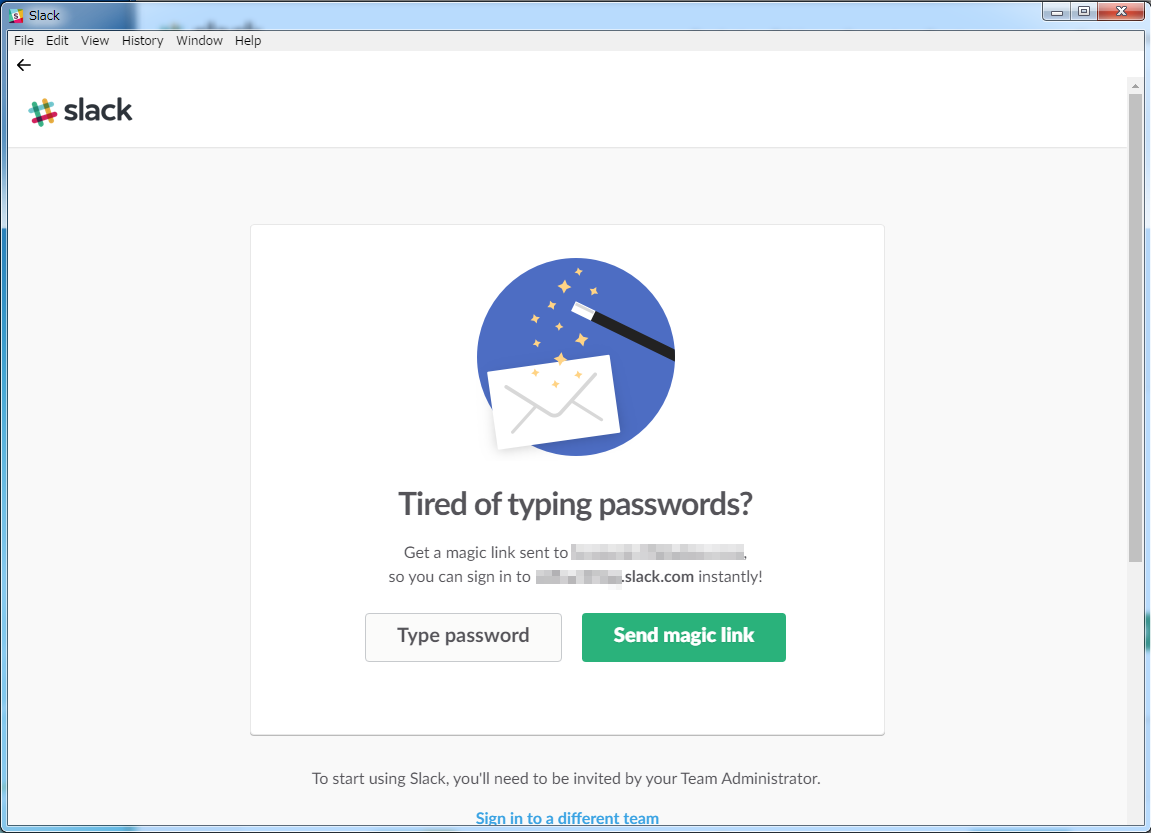 Slack
File Edit View History Window Help
slack
Tired of typing passwords?
Get a magic link sent to ,
so you can sign in to .slack.com instantly!
Type password Send magic link
To start using Slack, you'll need to be invited by your Team Administrator.
Sign in to a different team